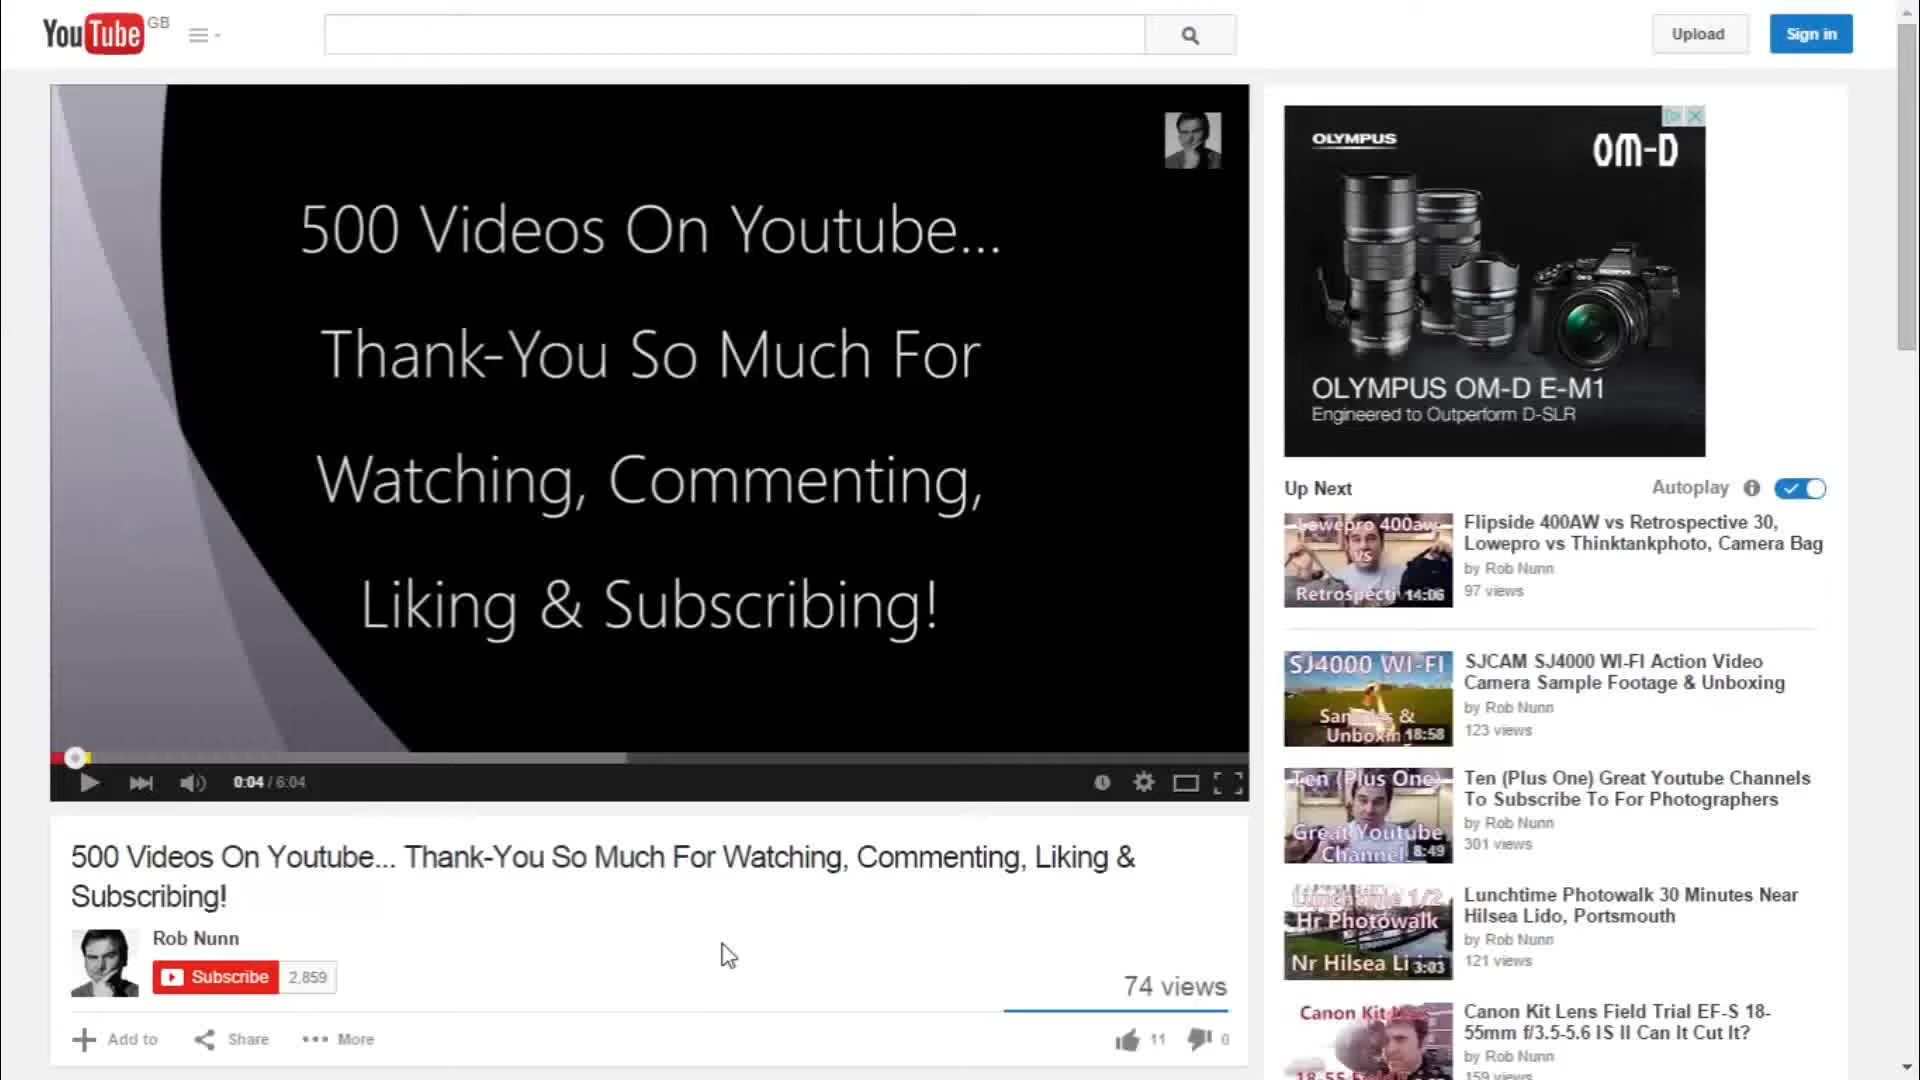 YouTube GB
Upload
Sign in
500 Videos On Youtube...
Thank-You So Much For
Watching, Commenting,
Liking & Subscribing!
0:04 / 6:04
500 Videos On Youtube... Thank-You So Much For Watching, Commenting, Liking &
Subscribing!
Rob Nunn
Subscribe 2,859
74 views
Add to Share More
11 0
OLYMPUS
OM-D
OLYMPUS OM-D E-M1
Engineered to Outperform D-SLR
Up Next
Autoplay
Lowepro 400aw
vs
Retrospecti 14:06
Flipside 400AW vs Retrospective 30,
Lowepro vs Thinktankphoto, Camera Bag
by Rob Nunn
97 views
SJ4000 WI-FI
Samples &
Unboxin 18:58
SJCAM SJ4000 WI-FI Action Video
Camera Sample Footage & Unboxing
by Rob Nunn
123 views
Ten (Plus One)
Great Youtube
Channel 8:49
Ten (Plus One) Great Youtube Channels
To Subscribe To For Photographers
by Rob Nunn
301 views
Lunchtime 1/2
Hr Photowalk
Nr Hilsea Li 3:03
Lunchtime Photowalk 30 Minutes Near
Hilsea Lido, Portsmouth
by Rob Nunn
121 views
Canon Kit
Canon Kit Lens Field Trial EF-S 18-
55mm f/3.5-5.6 IS II Can It Cut It?
by Rob Nunn
159 views